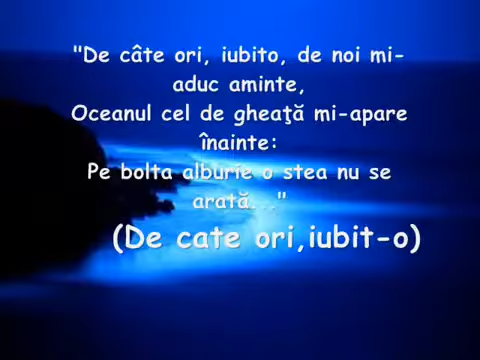 "De câte ori, iubito, de noi mi-
aduc aminte,
Oceanul cel de gheaţă mi-apare
înainte:
Pe bolta alburie o stea nu se
arată..."
(De cate ori,iubit-o)